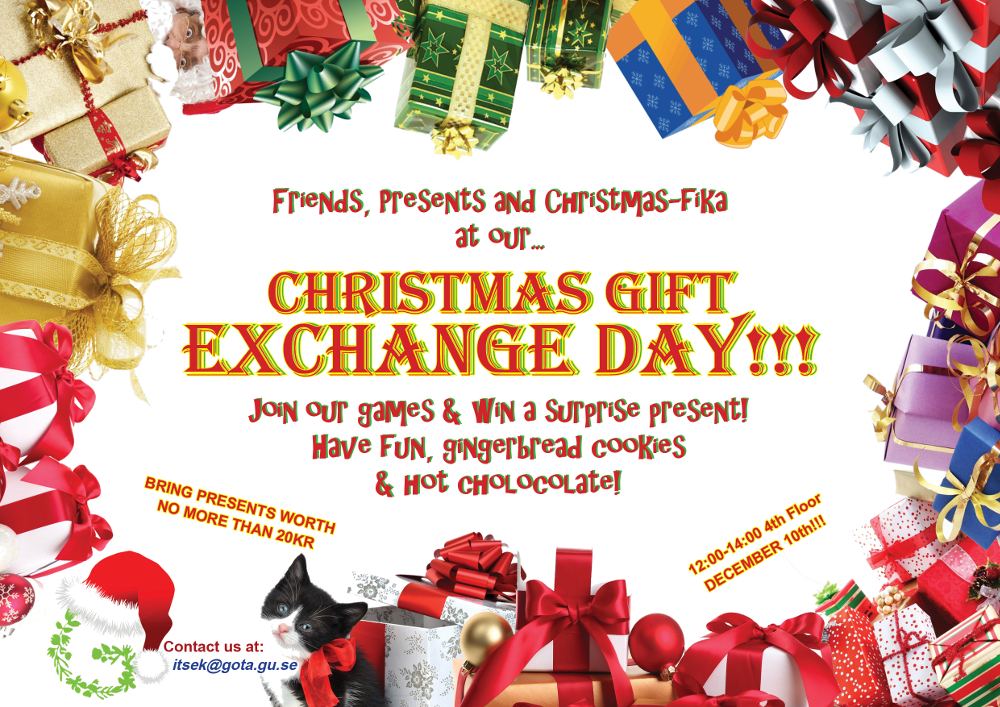 Friends, Presents and Christmas-Fika
at our...
CHRISTMAS GIFT
EXCHANGE DAY!!!
Join our games & Win a surprise present!
Have Fun, gingerbread cookies
& Hot Cholocolate!
BRING PRESENTS WORTH
NO MORE THAN 20KR
12:00-14:00 4th Floor
DECEMBER 10th!!!
Contact us at:
itsek@gota.gu.se